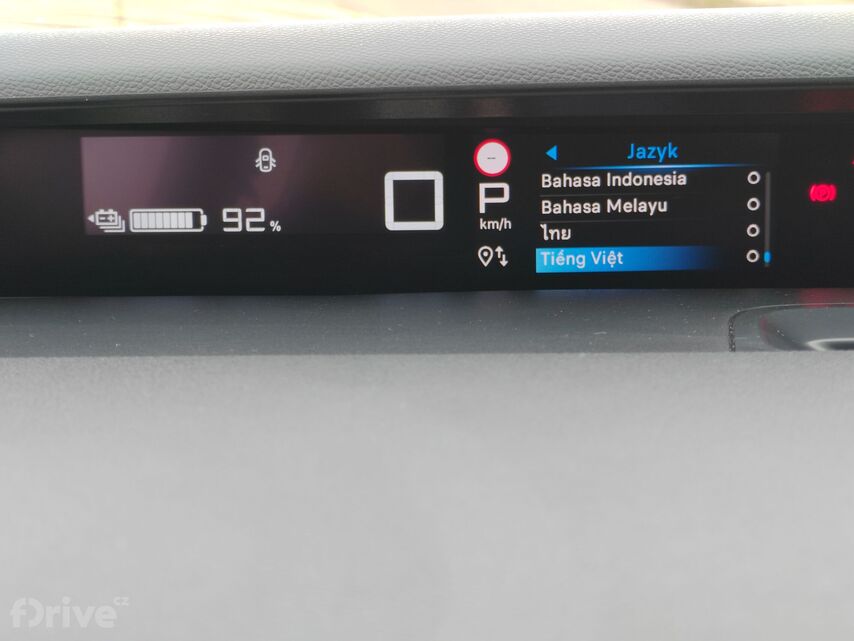 92 %
--
P
km/h
Jazyk
Bahasa Indonesia
Bahasa Melayu
ไทย
Tiếng Việt
fDrive cz